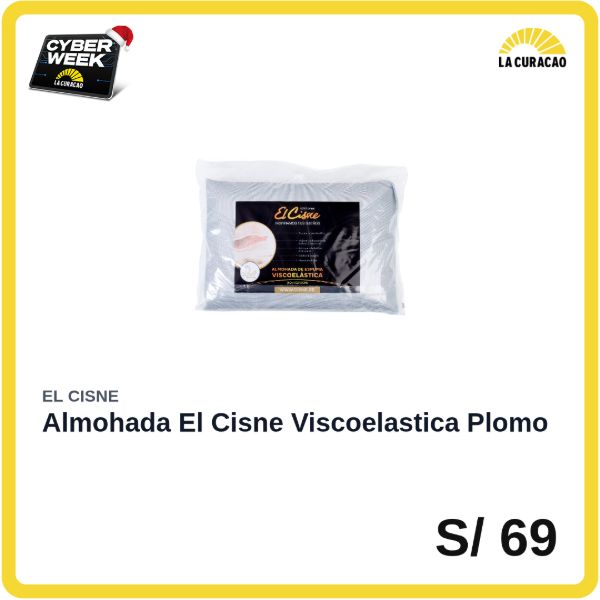 CYBER
WEEK
LA CURACAO
LA CURACAO
El Cisne
ALMOHADA DE ESPUMA
VISCOELÁSTICA
EL CISNE
Almohada El Cisne Viscoelastica Plomo
S/ 69